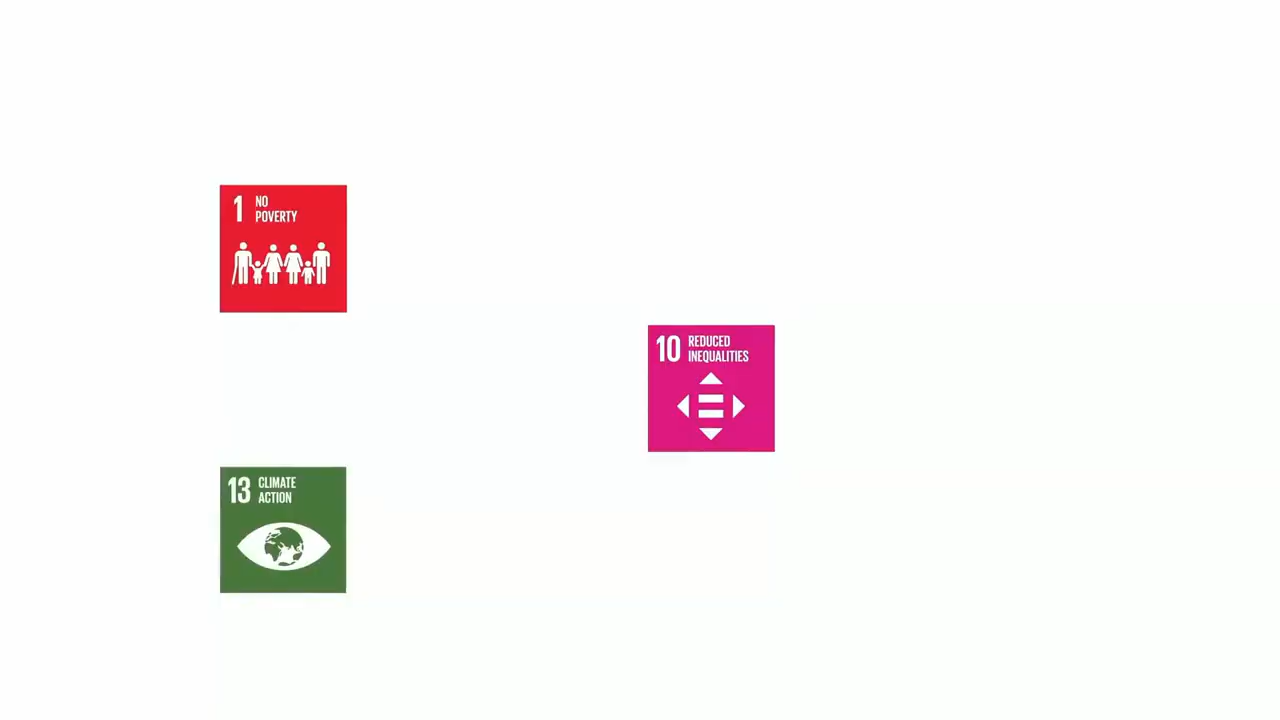 1 NO
POVERTY
10 REDUCED
INEQUALITIES
13 CLIMATE
ACTION